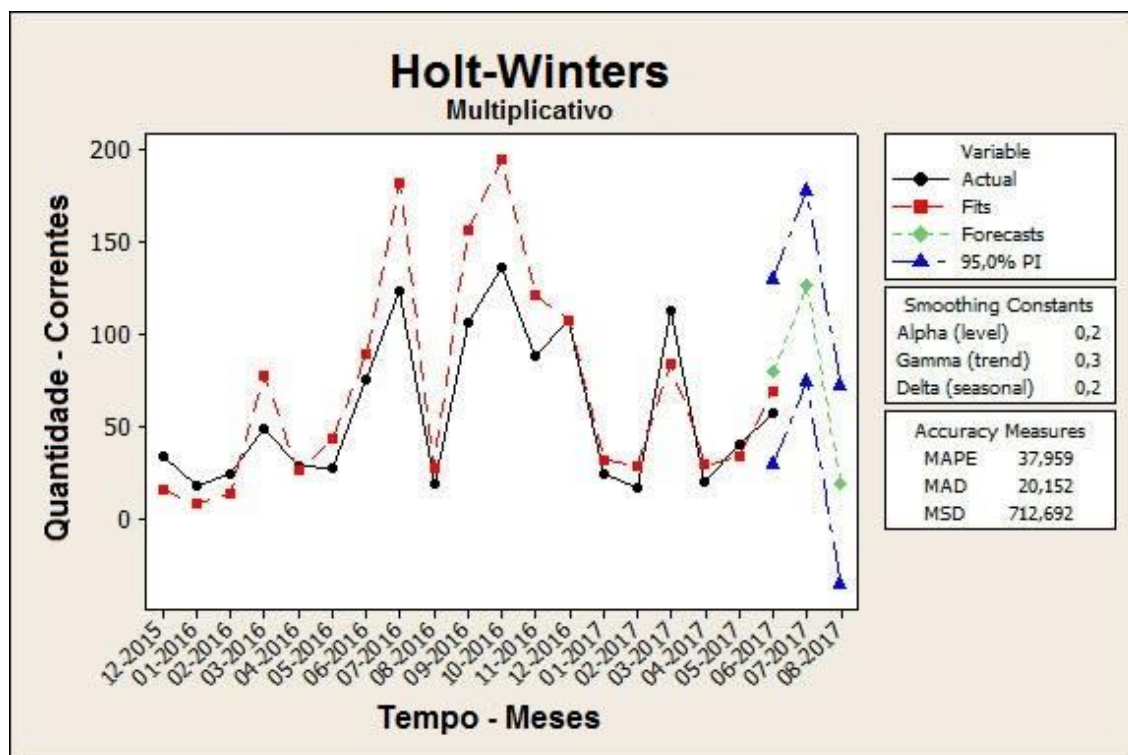 Holt-Winters
Multiplicativo
Quantidade - Correntes
200
150
100
50
0
12-2015
01-2016
02-2016
03-2016
04-2016
05-2016
06-2016
07-2016
08-2016
09-2016
10-2016
11-2016
12-2016
01-2017
02-2017
03-2017
04-2017
05-2017
06-2017
07-2017
08-2017
Tempo - Meses
Variable
Actual
Fits
Forecasts
95,0% PI
Smoothing Constants
Alpha (level) 0,2
Gamma (trend) 0,3
Delta (seasonal) 0,2
Accuracy Measures
MAPE 37,959
MAD 20,152
MSD 712,692